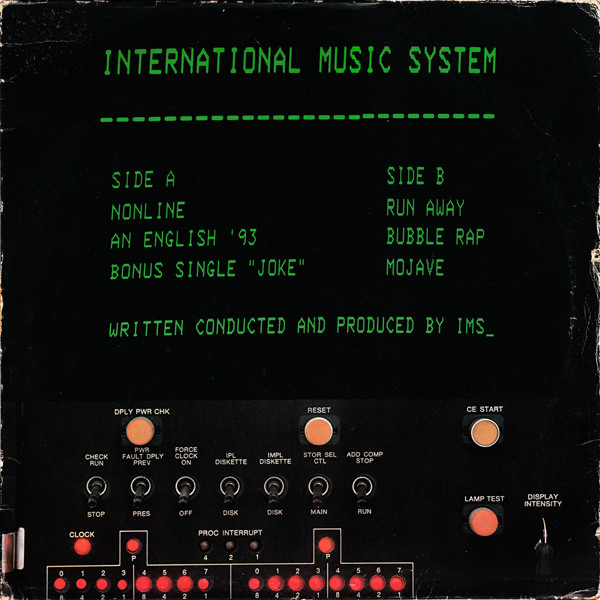 INTERNATIONAL MUSIC SYSTEM
SIDE A
NONLINE
AN ENGLISH '93
BONUS SINGLE "JOKE"
SIDE B
RUN AWAY
BUBBLE RAP
MOJAVE
WRITTEN CONDUCTED AND PRODUCED BY IMS_
DPLY PWR CHK RESET CE START
CHECK RUN
PWR FAULT DPLY PREV
FORCE CLOCK ON
IPL DISKETTE
IMPL DISKETTE
STOR SEL CTL
ADD COMP STOP
STOP PRES OFF DISK DISK MAIN RUN
LAMP TEST
DISPLAY INTENSITY
CLOCK P PROC INTERRUPT P
4 2 1
0 1 2 3 4 5 6 7 0 1 2 3 4 5 6 7
8 4 2 1 8 4 2 1 8 4 2 1 8 4 2 1